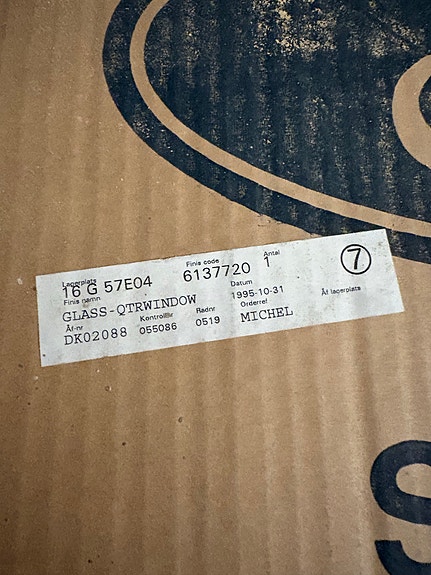 Lagerplats Finis code Antal
16 G 57E04 6137720 1 7
Finis namn Datum
GLASS-QTRWINDOW 1995-10-31
Åf-nr Kontrollnr Radnr Orderref Åf lagerplats
DK02088 055086 0519 MICHEL
S